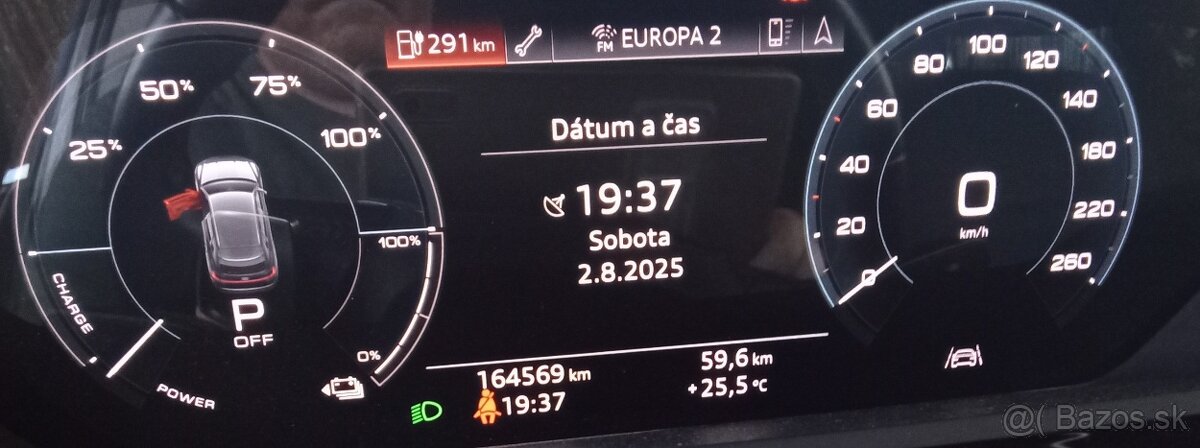 291 km
FM EUROPA 2
25%
50%
75%
100%
100%
0%
CHARGE
POWER
P
OFF
Dátum a čas
19:37
Sobota
2.8.2025
164569 km
59,6 km
19:37
+25,5 °C
0
20
40
60
80
100
120
140
180
220
260
0
km/h
@( Bazos.sk